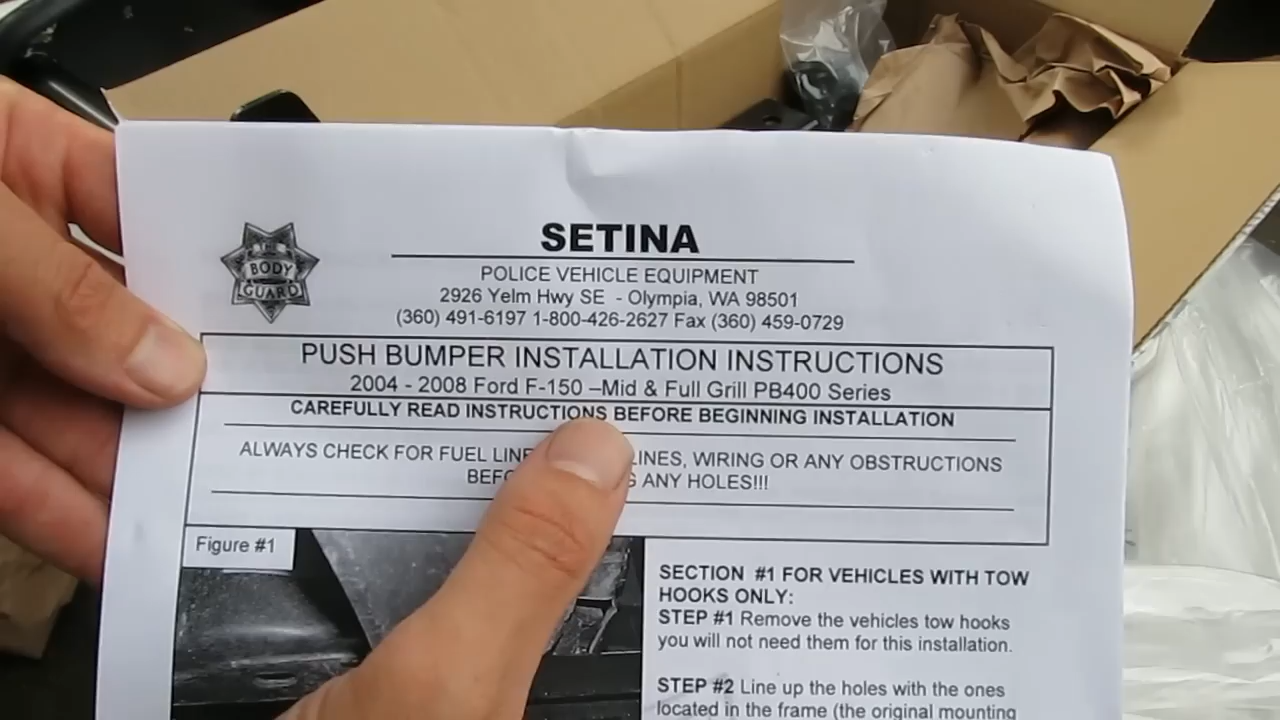 SETINA
THE
BODY
GUARD
POLICE VEHICLE EQUIPMENT
2926 Yelm Hwy SE - Olympia, WA 98501
(360) 491-6197 1-800-426-2627 Fax (360) 459-0729
PUSH BUMPER INSTALLATION INSTRUCTIONS
2004 - 2008 Ford F-150 –Mid & Full Grill PB400 Series
CAREFULLY READ INSTRUCTIONS BEFORE BEGINNING INSTALLATION
ALWAYS CHECK FOR FUEL LINE LINES, WIRING OR ANY OBSTRUCTIONS
BEFO ANY HOLES!!!
Figure #1
SECTION #1 FOR VEHICLES WITH TOW
HOOKS ONLY:
STEP #1 Remove the vehicles tow hooks
you will not need them for this installation.
STEP #2 Line up the holes with the ones
located in the frame (the original mounting